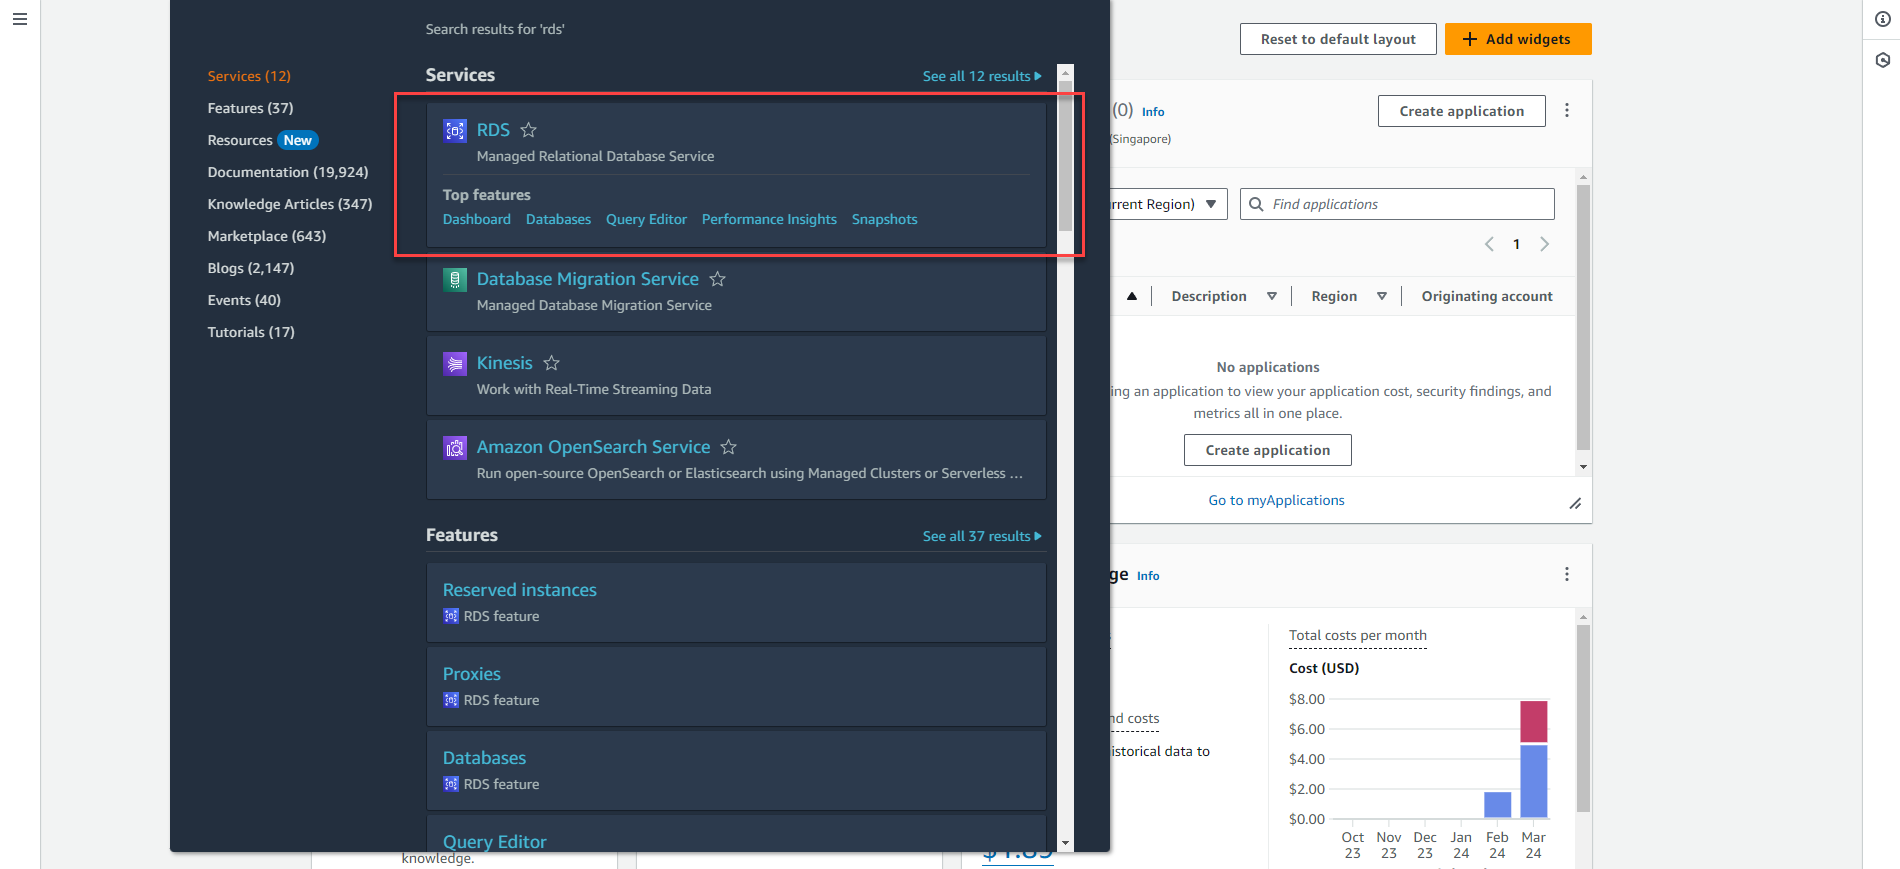 Search results for 'rds'
Services (12)
Features (37)
Resources New
Documentation (19,924)
Knowledge Articles (347)
Marketplace (643)
Blogs (2,147)
Events (40)
Tutorials (17)
Services
See all 12 results
RDS
Managed Relational Database Service
Top features
Dashboard Databases Query Editor Performance Insights Snapshots
Database Migration Service
Managed Database Migration Service
Kinesis
Work with Real-Time Streaming Data
Amazon OpenSearch Service
Run open-source OpenSearch or Elasticsearch using Managed Clusters or Serverless ...
Features
See all 37 results
Reserved instances
RDS feature
Proxies
RDS feature
Databases
RDS feature
Query Editor
knowledge.
Reset to default layout
Add widgets
(0) Info
Create application
(Singapore)
rrent Region)
Find applications
1
Description Region Originating account
No applications
ing an application to view your application cost, security findings, and
metrics all in one place.
Create application
Go to myApplications
ge Info
nd costs
istorical data to
Total costs per month
Cost (USD)
$8.00
$6.00
$4.00
$2.00
$0.00
Oct Nov Dec Jan Feb Mar
23 23 23 24 24 24